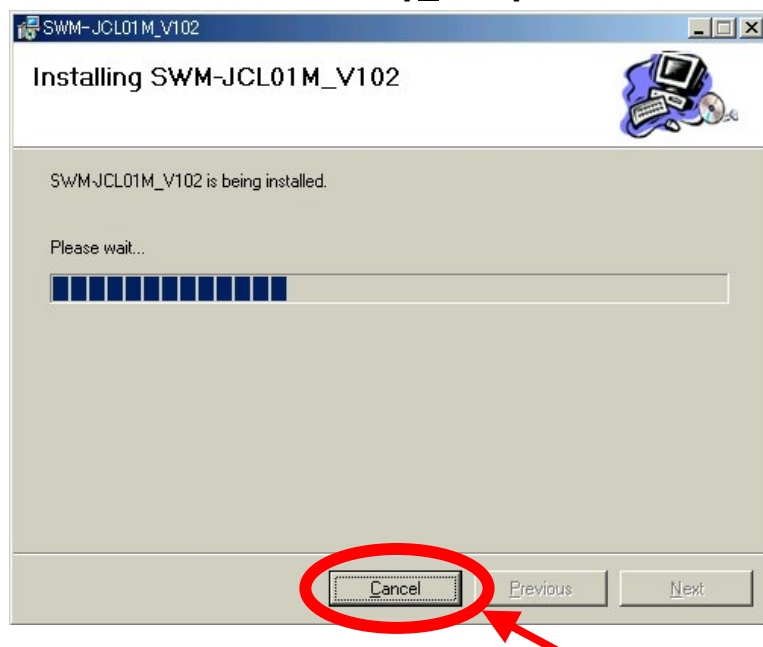 SWM-JCL01M_V102
Installing SWM-JCL01M_V102
SWM-JCL01M_V102 is being installed.
Please wait...
Cancel Previous Next